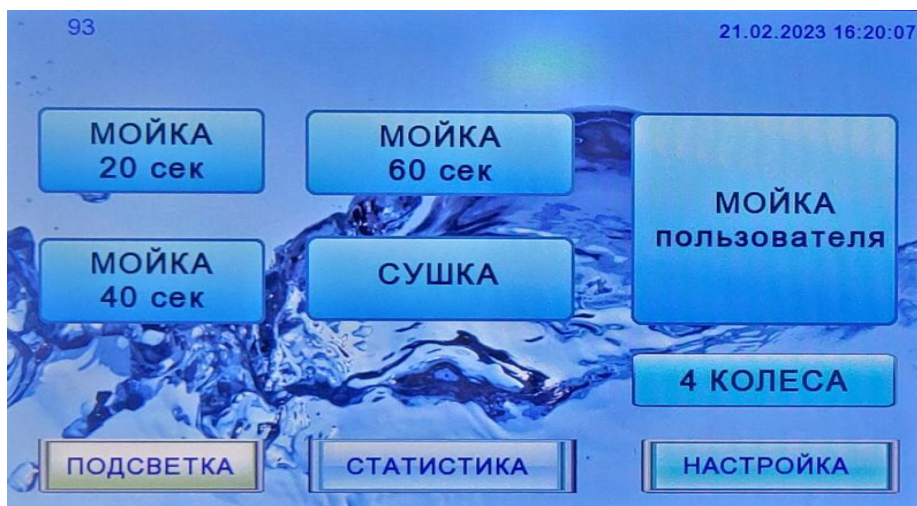 93
21.02.2023 16:20:07
МОЙКА
20 сек
МОЙКА
60 сек
МОЙКА
пользователя
МОЙКА
40 сек
СУШКА
4 КОЛЕСА
ПОДСВЕТКА
СТАТИСТИКА
НАСТРОЙКА